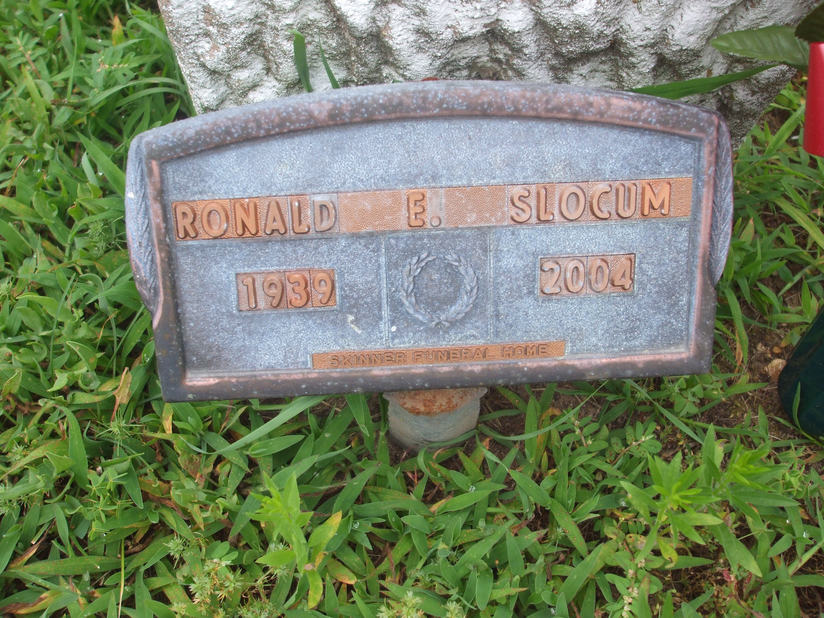 RONALD E. SLOCUM
1939 2004
SKINNER FUNERAL HOME